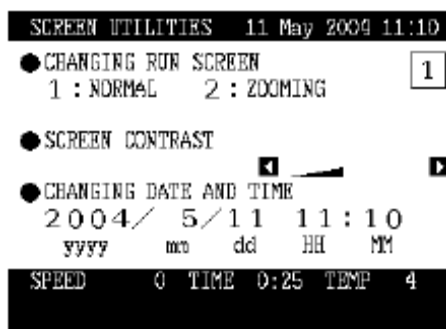 SCREEN UTILITIES 11 May 2004 11:10
●CHANGING RUN SCREEN
1
1 : NORMAL 2 : ZOOMING
●SCREEN CONTRAST
●CHANGING DATE AND TIME
2004/ 5/11 11:10
yyyy mm dd HH MM
SPEED 0 TIME 0:25 TEMP 4